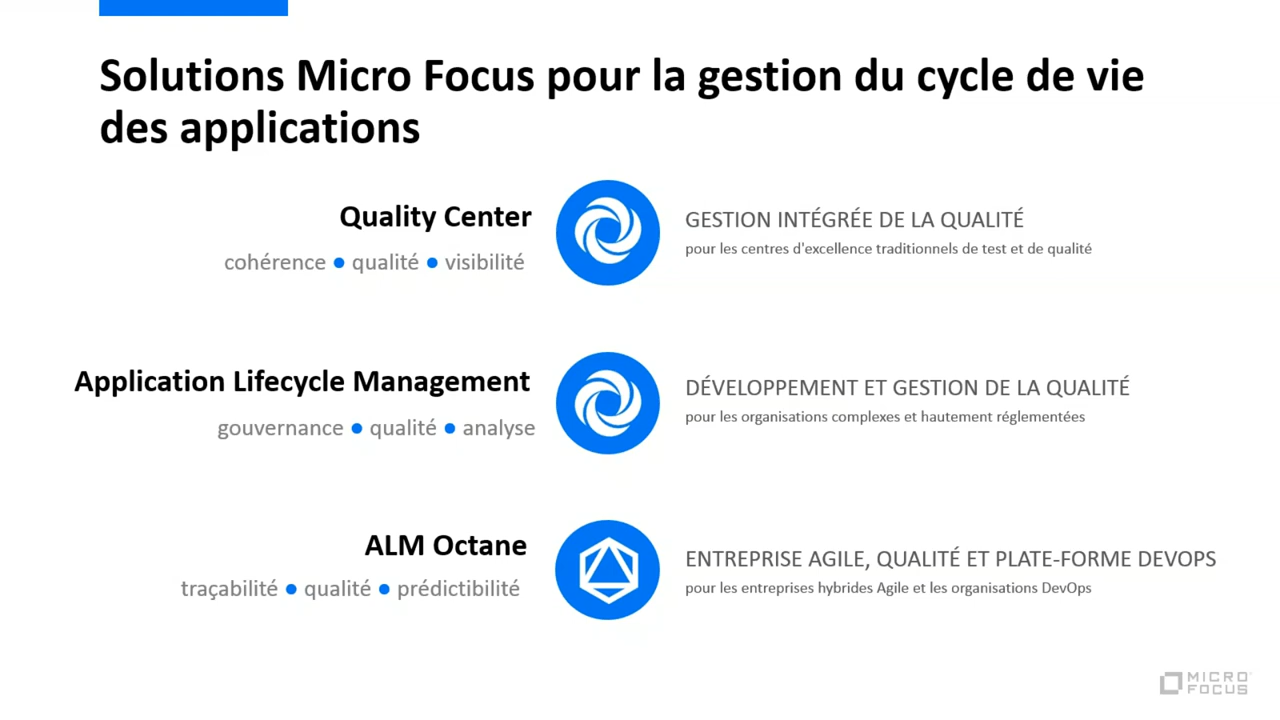 Solutions Micro Focus pour la gestion du cycle de vie
des applications
Quality Center
cohérence ● qualité ● visibilité
GESTION INTÉGRÉE DE LA QUALITÉ
pour les centres d'excellence traditionnels de test et de qualité
Application Lifecycle Management
gouvernance ● qualité ● analyse
DÉVELOPPEMENT ET GESTION DE LA QUALITÉ
pour les organisations complexes et hautement réglementées
ALM Octane
traçabilité ● qualité ● prédictibilité
ENTREPRISE AGILE, QUALITÉ ET PLATE-FORME DEVOPS
pour les entreprises hybrides Agile et les organisations DevOps
MICRO
FOCUS